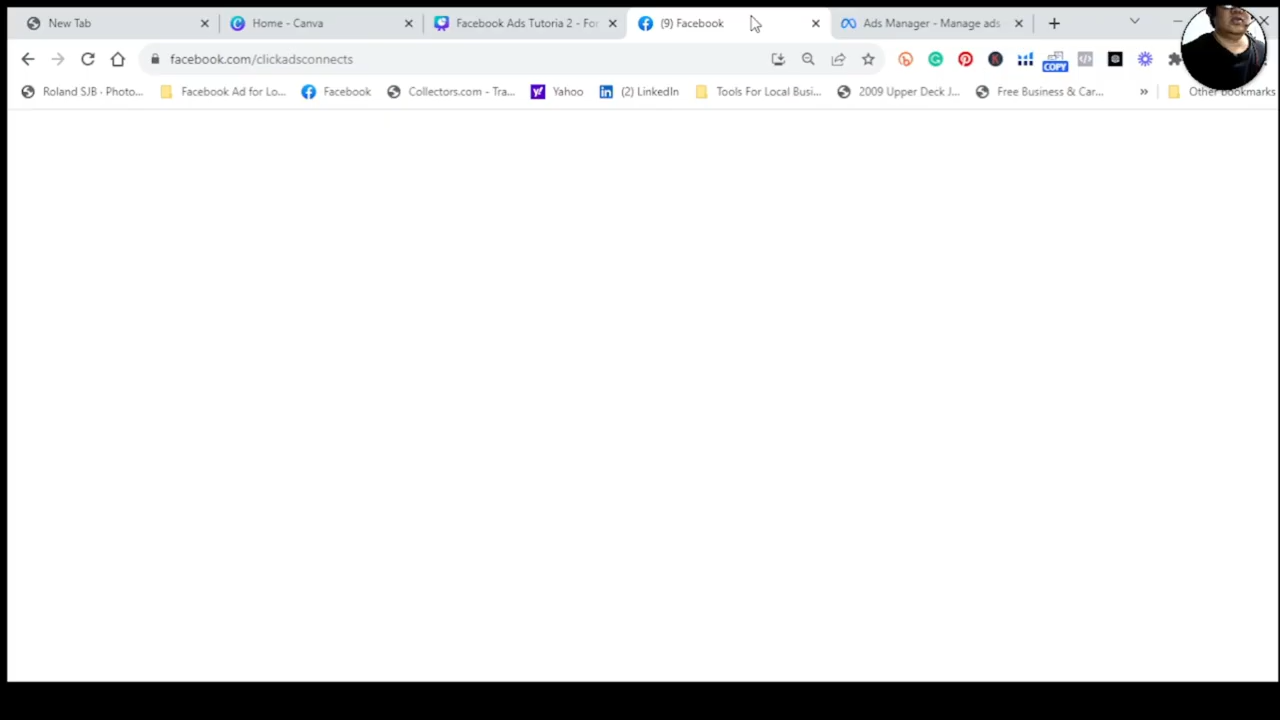 New Tab
Home - Canva
Facebook Ads Tutoria 2 - For
(9) Facebook
Ads Manager - Manage ads
facebook.com/clickadsconnects
COPY
Roland SJB - Photo...
Facebook Ad for Lo...
Facebook
Collectors.com - Tra...
Yahoo
(2) LinkedIn
Tools For Local Busi...
2009 Upper Deck J...
Free Business & Car...
»
Other bookmarks